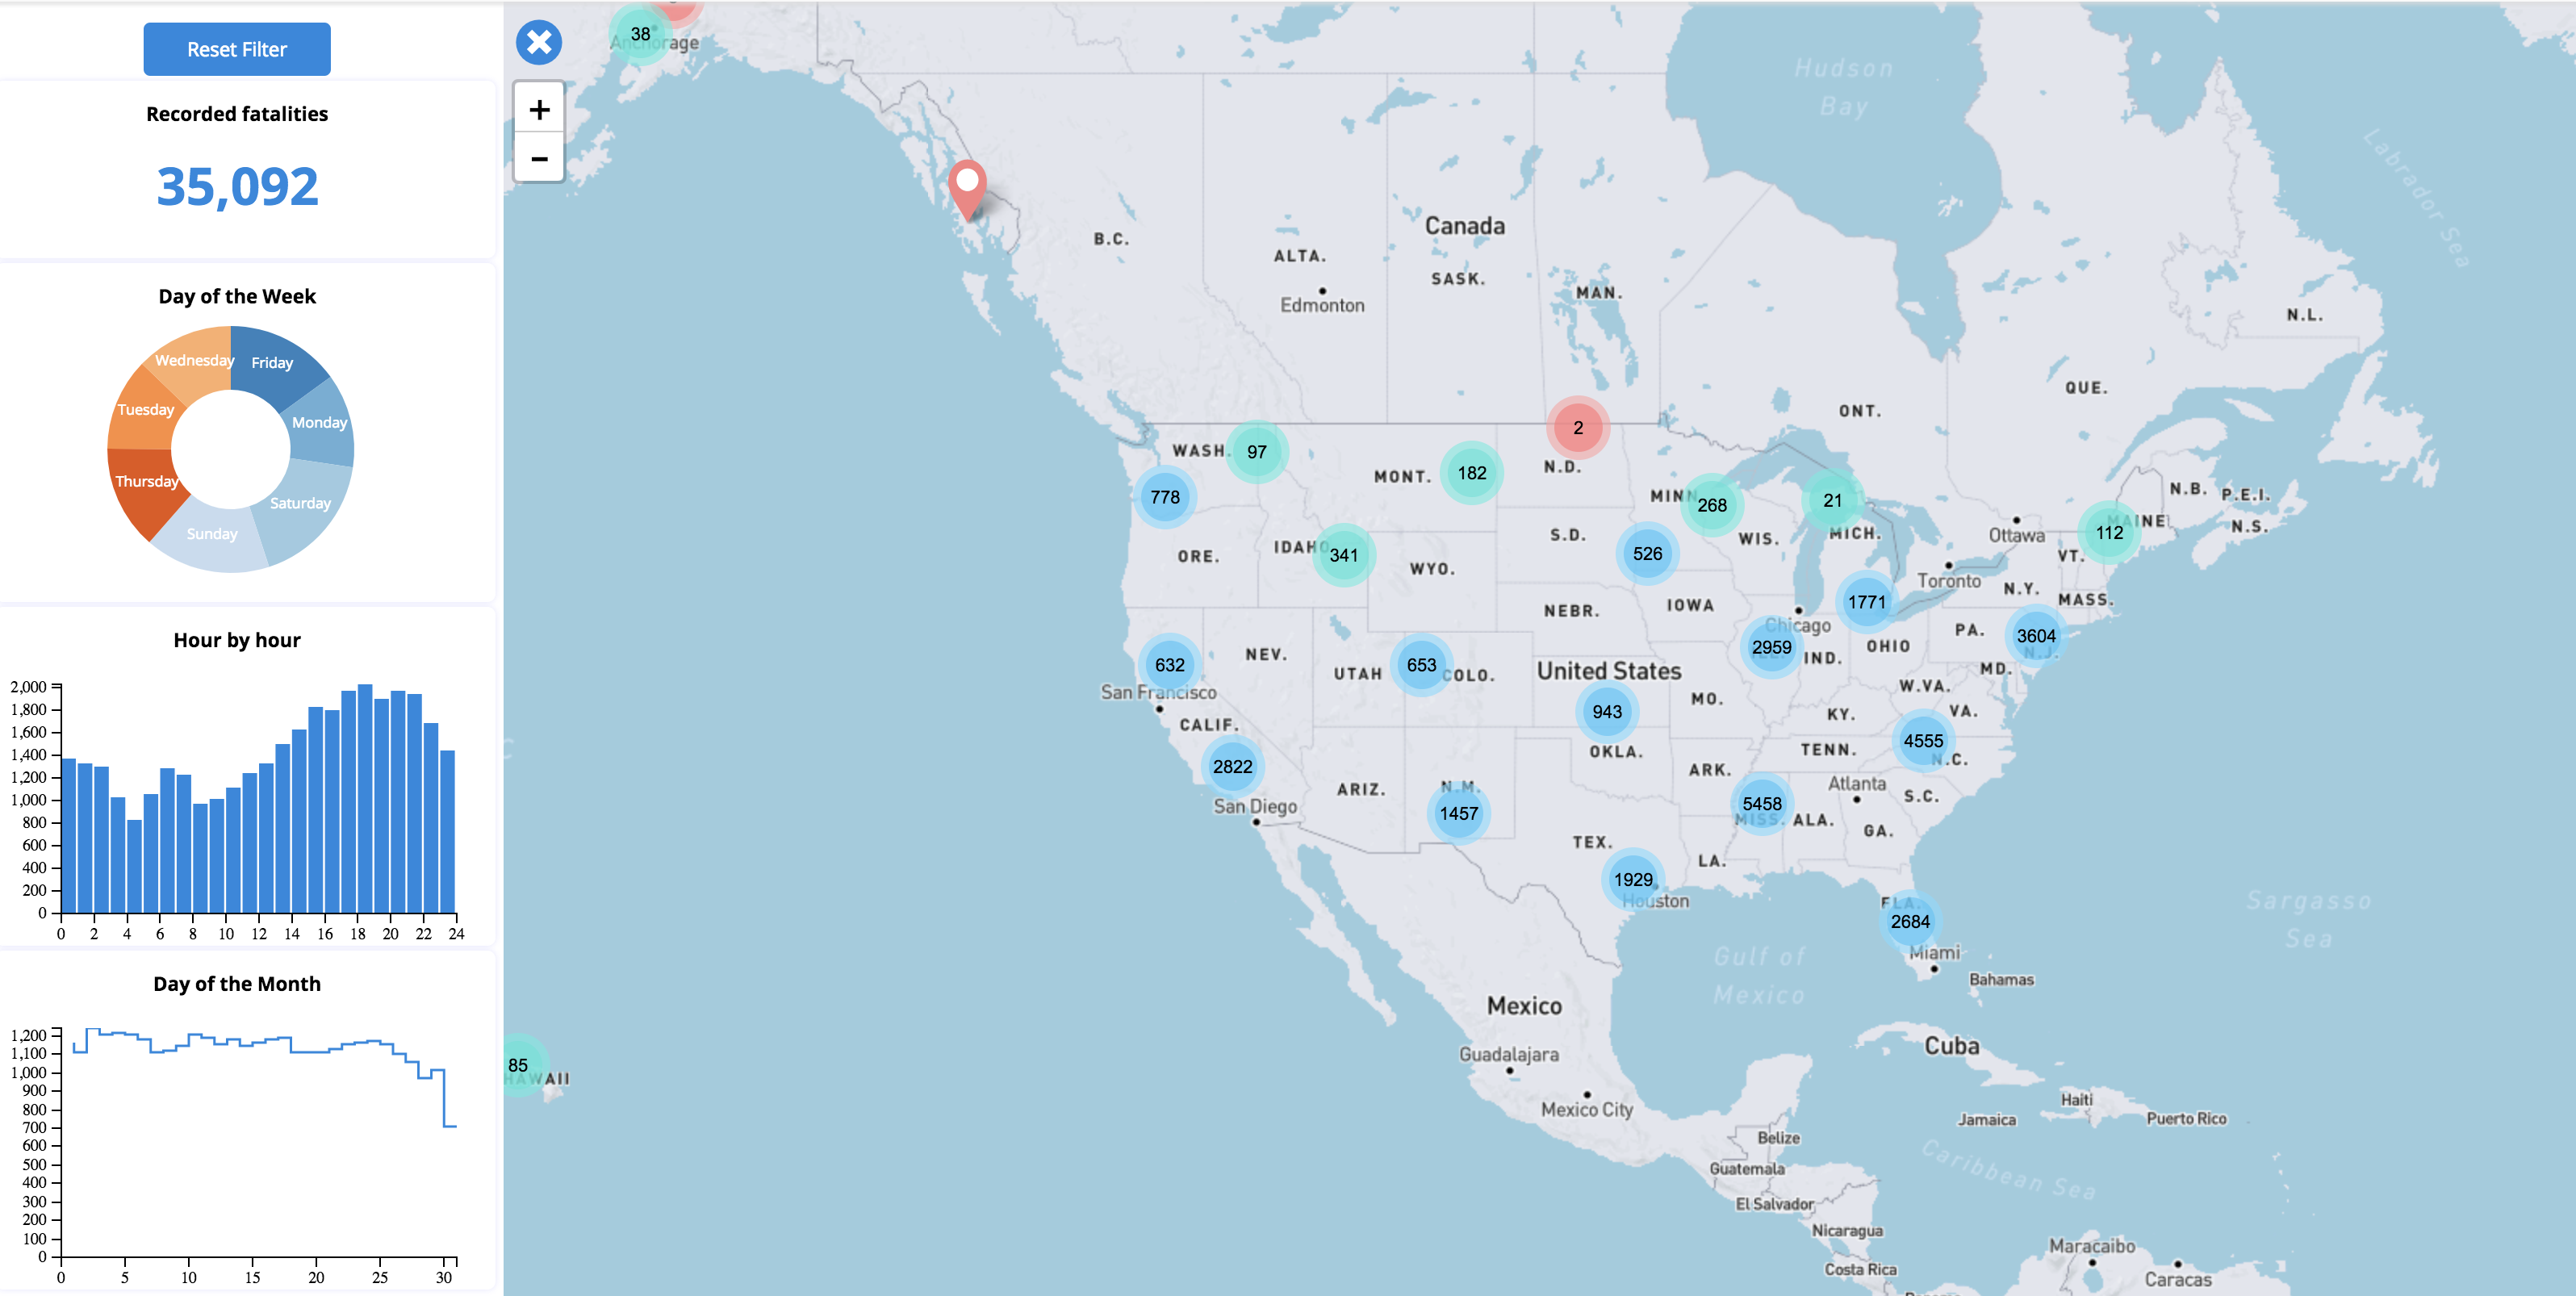 Reset Filter
Recorded fatalities
35,092
Day of the Week
Wednesday
Friday
Tuesday
Monday
Thursday
Saturday
Sunday
Hour by hour
2,000
1,800
1,600
1,400
1,200
1,000
800
600
400
200
0
0 2 4 6 8 10 12 14 16 18 20 22 24
Day of the Month
1,200
1,100
1,000
900
800
700
600
500
400
300
200
100
0
0 5 10 15 20 25 30
38
Anchorage
+
−
Hudson
Bay
Labrador Sea
Canada
B.C.
ALTA.
SASK.
MAN.
Edmonton
N.L.
QUE.
ONT.
2
WASH.
97
N.D.
MONT.
182
778
MINN.
268
21
N.B.
P.E.I.
MAINE
112
N.S.
Ottawa
MICH.
WIS.
S.D.
526
IDAHO
341
ORE.
WYO.
VT.
Toronto
N.Y.
MASS.
1771
IOWA
NEBR.
Chicago
PA.
3604
N.J.
2959
OHIO
IND.
NEV.
632
653
UTAH
COLO.
United States
MD.
San Francisco
W.VA.
MO.
943
KY.
VA.
CALIF.
4555
N.C.
TENN.
OKLA.
2822
ARK.
Atlanta
ARIZ.
N.M.
1457
San Diego
5458
MISS.
ALA.
S.C.
GA.
TEX.
LA.
1929
Houston
FLA.
2684
Sargasso
Sea
Miami
Gulf of
Mexico
Bahamas
Mexico
Cuba
Guadalajara
85
HAWAII
Mexico City
Haiti
Jamaica
Puerto Rico
Belize
Caribbean Sea
Guatemala
El Salvador
Nicaragua
Maracaibo
Costa Rica
Caracas